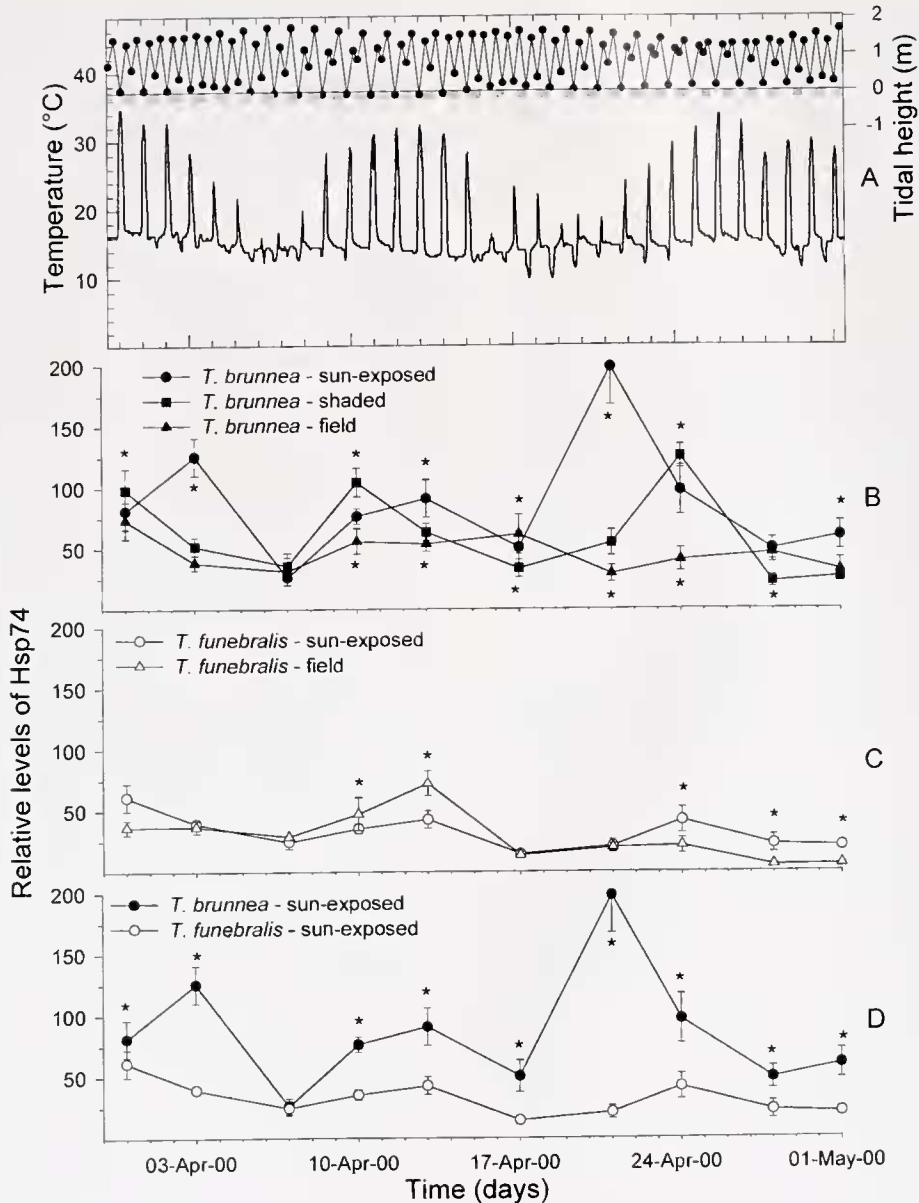 Temperature (°C)
40
30
20
10
2
1
0
-1
Tidal height (m)
A
Relative levels of Hsp74
200
150
100
50
T. brunnea - sun-exposed
T. brunnea - shaded
T. brunnea - field
* * * * * * * * * * * * * *
B
200
150
100
50
T. funebralis - sun-exposed
T. funebralis - field
* * * * *
C
200
150
100
50
T. brunnea - sun-exposed
T. funebralis - sun-exposed
* * * * * * * * *
D
03-Apr-00 10-Apr-00 17-Apr-00 24-Apr-00 01-May-00
Time (days)